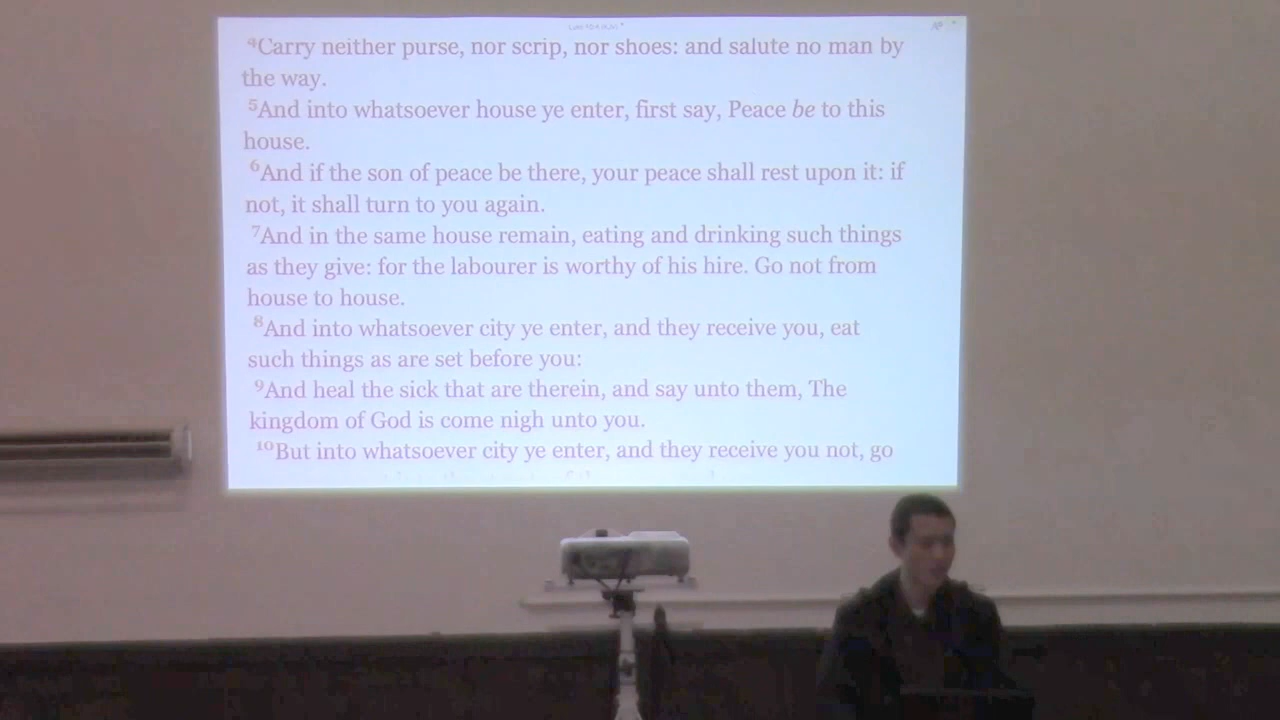 ⁴Carry neither purse, nor scrip, nor shoes: and salute no man by
the way.
⁵And into whatsoever house ye enter, first say, Peace be to this
house.
⁶And if the son of peace be there, your peace shall rest upon it: if
not, it shall turn to you again.
⁷And in the same house remain, eating and drinking such things
as they give: for the labourer is worthy of his hire. Go not from
house to house.
⁸And into whatsoever city ye enter, and they receive you, eat
such things as are set before you:
⁹And heal the sick that are therein, and say unto them, The
kingdom of God is come nigh unto you.
¹⁰But into whatsoever city ye enter, and they receive you not, go